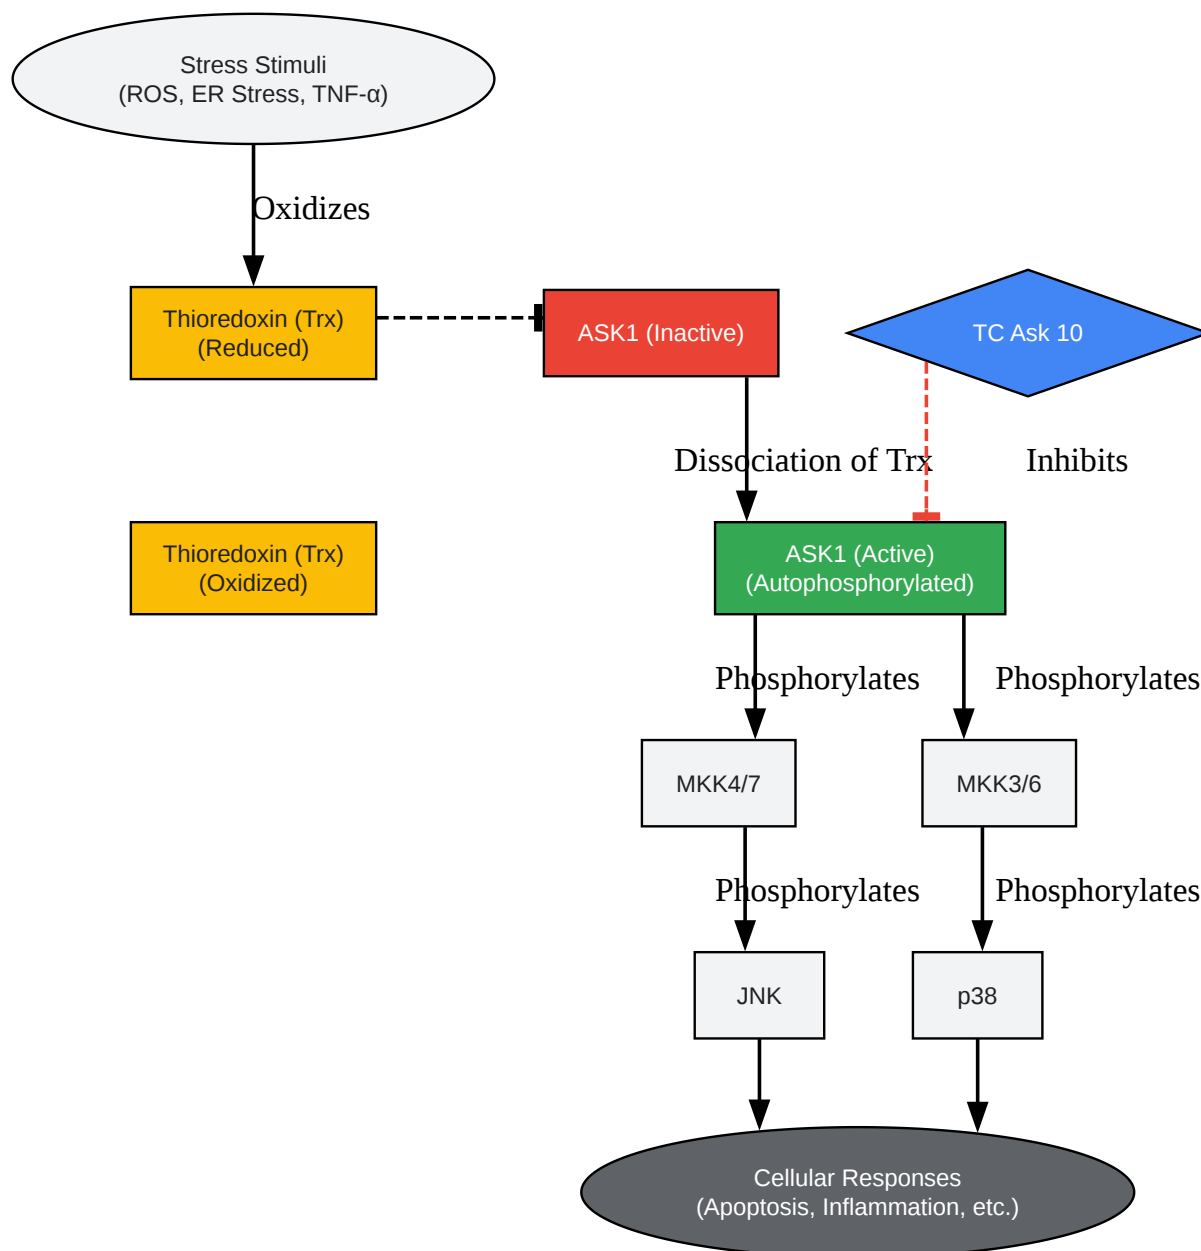 Stress Stimuli
(ROS, ER Stress, TNF-α)
Oxidizes
Thioredoxin (Trx)
(Reduced)
ASK1 (Inactive)
TC Ask 10
Dissociation of Trx
Inhibits
Thioredoxin (Trx)
(Oxidized)
ASK1 (Active)
(Autophosphorylated)
Phosphorylates
Phosphorylates
MKK4/7
MKK3/6
Phosphorylates
Phosphorylates
JNK
p38
Cellular Responses
(Apoptosis, Inflammation, etc.)